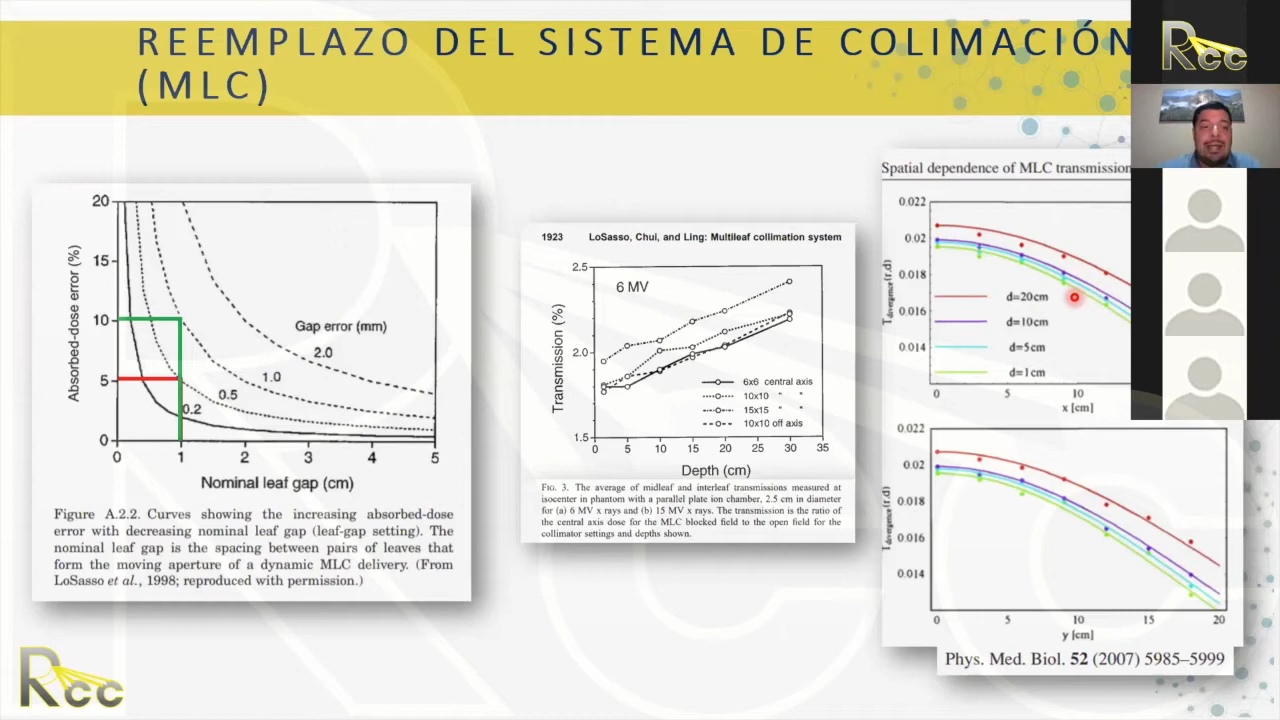 REEMPLAZO DEL SISTEMA DE COLIMACIÓN
(MLC)
Rcc
20
15
10
5
0
Absorbed-dose error (%)
Gap error (mm)
2.0
1.0
0.5
0.2
0 1 2 3 4 5
Nominal leaf gap (cm)
Figure A.2.2. Curves showing the increasing absorbed-dose
error with decreasing nominal leaf gap (leaf-gap setting). The
nominal leaf gap is the spacing between pairs of leaves that
form the moving aperture of a dynamic MLC delivery. (From
LoSasso et al., 1998; reproduced with permission.)
1923 LoSasso, Chui, and Ling: Multileaf collimation system
2.5
2.0
1.5
Transmission (%)
6 MV
6x6 central axis
10x10 " "
15x15 " "
10x10 off axis
0 5 10 15 20 25 30 35
Depth (cm)
FIG. 3. The average of midleaf and interleaf transmissions measured at
isocenter in phantom with a parallel plate ion chamber, 2.5 cm in diameter
for (a) 6 MV x rays and (b) 15 MV x rays. The transmission is the ratio of
the central axis dose for the MLC blocked field to the open field for the
collimator settings and depths shown.
Spatial dependence of MLC transmission
0.022
0.02
0.018
0.016
0.014
Tdivergence(r,d)
d=20cm
d=10cm
d=5cm
d=1cm
0 5 10
x [cm]
0.022
0.02
0.018
0.016
0.014
Tdivergence(r,d)
0 5 10 15 20
y [cm]
Phys. Med. Biol. 52 (2007) 5985–5999
Rcc